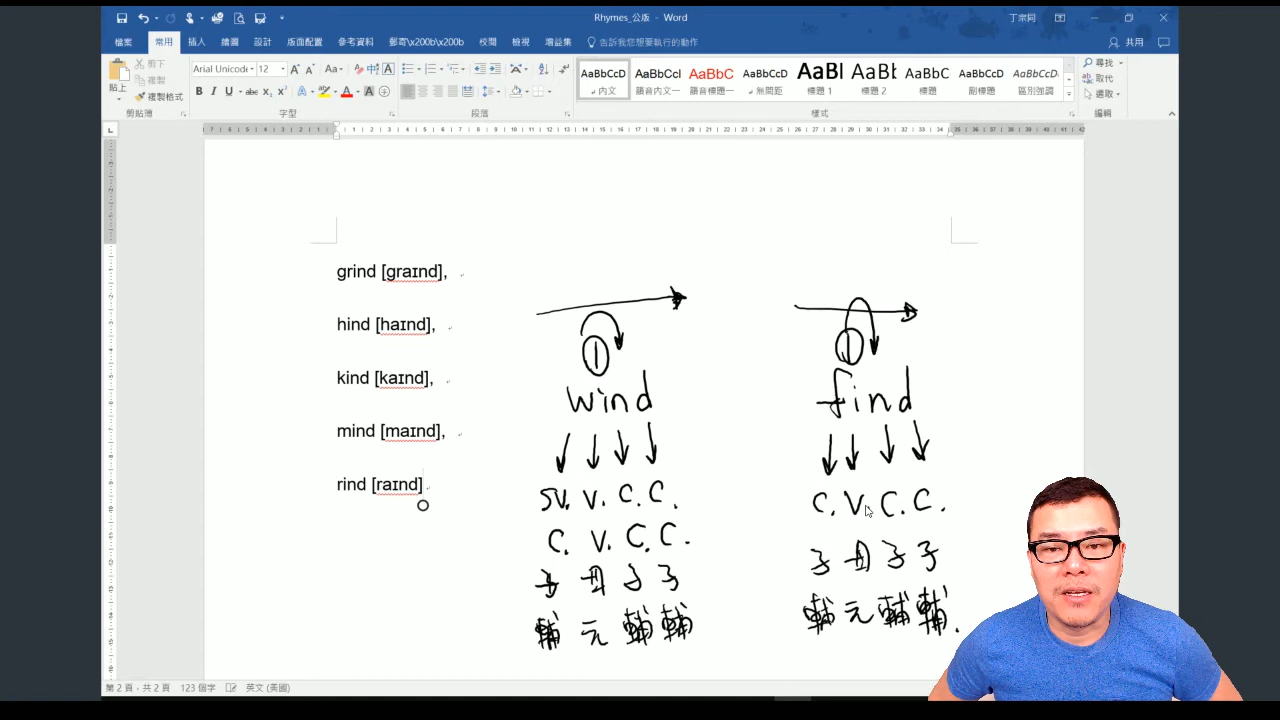 Rhymes_公版 - Word
丁宗同
檔案 常用 插入 繪圖 設計 版面配置 參考資料 郵寄\x200b\x200b 校閱 檢視 增益集 告訴我您想要執行的動作 共用
貼上 剪下 複製 複製格式
Arial Unicode 12
AaBbCcD AaBbCcI AaBbC AaBbCcD AaBl AaBbt AaBbC AaBbCcD AaBbCcD
內文 語音內文一 語音標題一 無間距 標題 1 標題 2 標題 副標題 區別強調
尋找 取代 選取
剪貼簿 字型 段落 樣式 編輯
grind [graɪnd],
hind [haɪnd],
kind [kaɪnd],
mind [maɪnd],
rind [raɪnd]
1
wind
SV. V. C. C.
C. V. C. C.
子 母 子 子
輔 元 輔 輔
1
find
C. V. C. C.
子 母 子 子
輔 元 輔 輔.
第 2 頁，共 2 頁 123 個字 英文 (美國)